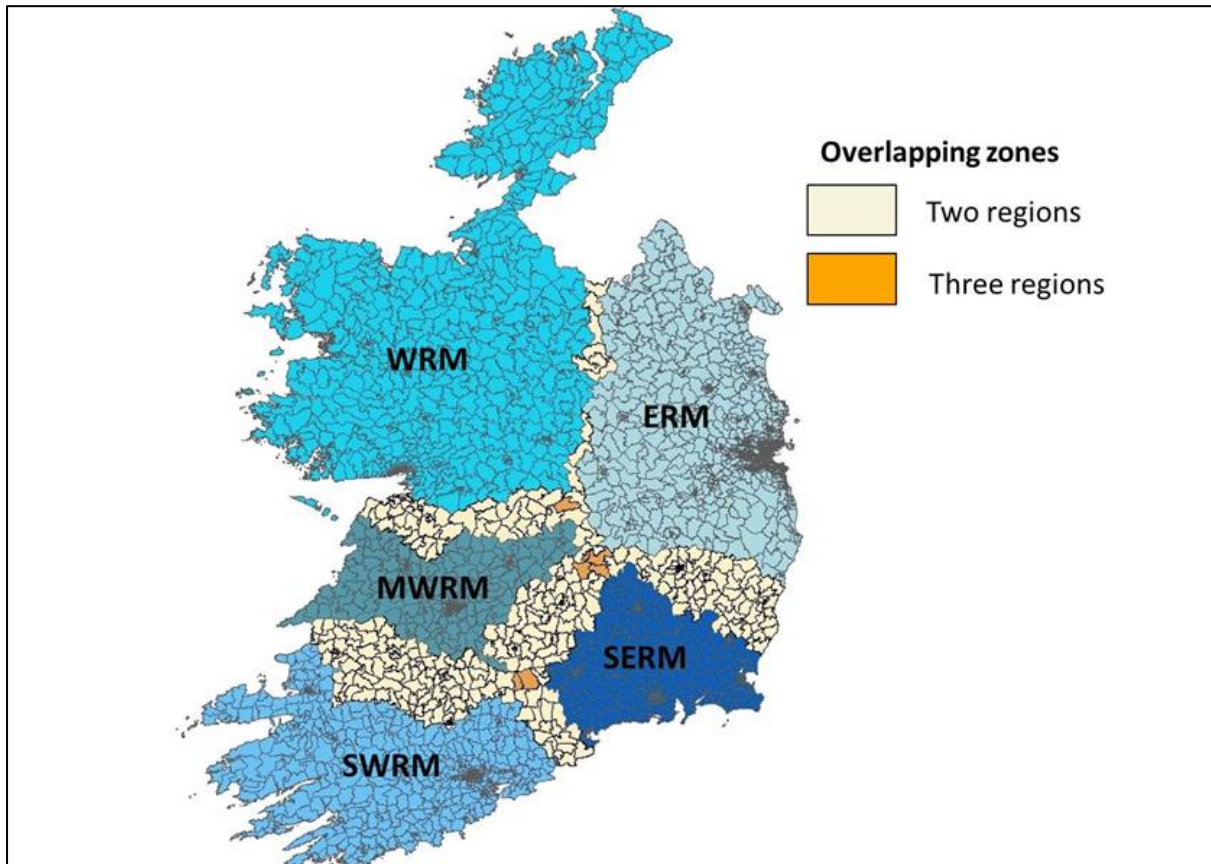 Overlapping zones
Two regions
Three regions
WRM
ERM
MWRM
SERM
SWRM